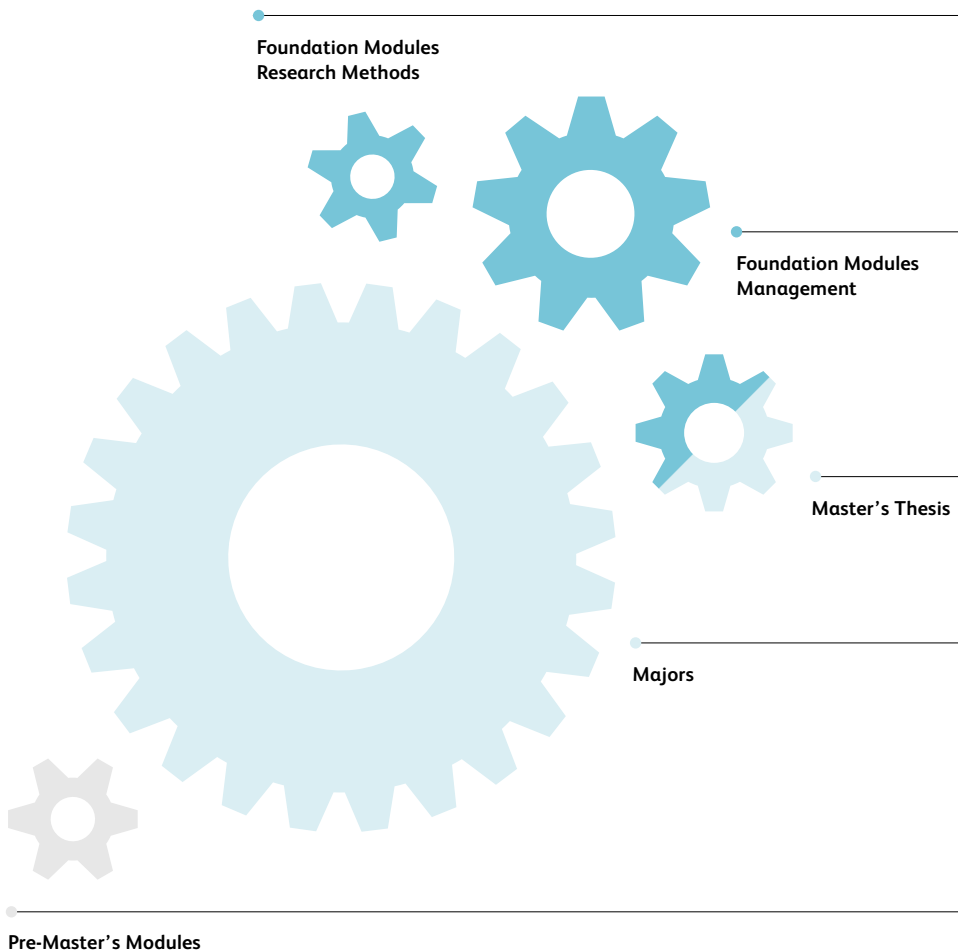 Foundation Modules
Research Methods
Foundation Modules
Management
Master’s Thesis
Majors
Pre-Master’s Modules